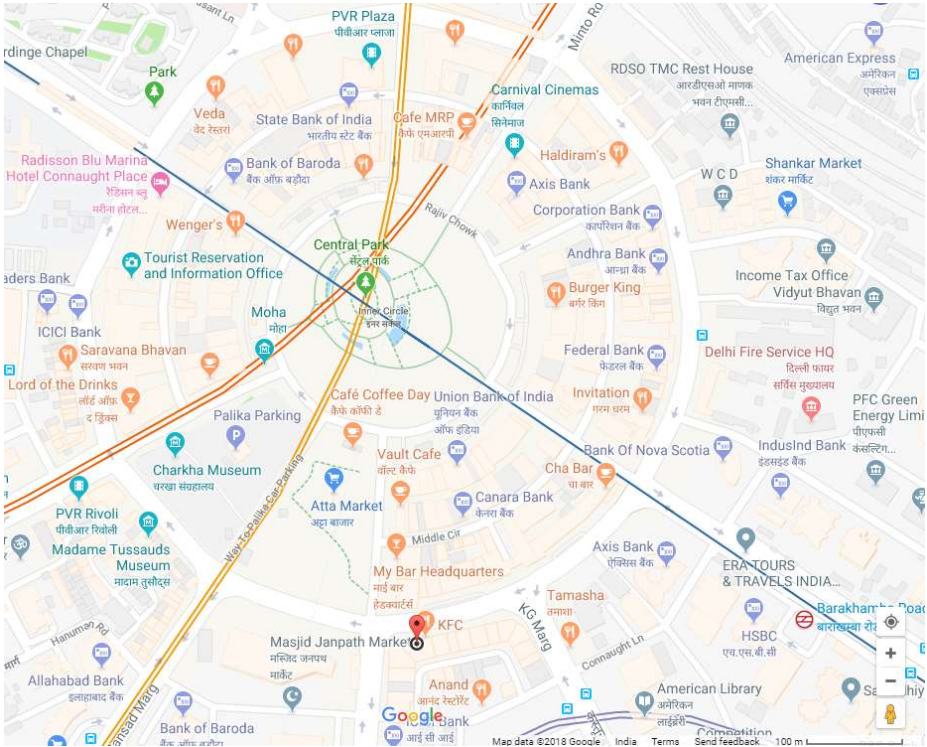 asant Ln
PVR Plaza
पीवीआर प्लाजा
Minto Ro
rdinge Chapel
Park
American Express
अमेरिकन
एक्सप्रेस
RDSO TMC Rest House
आरडीएसओ माणक
भवन टीएमसी...
Veda
वेद रेस्तरां
State Bank of India
भारतीय स्टेट बैंक
Cafe MRP
कैफे एमआरपी
Carnival Cinemas
कार्निवल
सिनेमाज
Haldiram's
Radisson Blu Marina
Hotel Connaught Place
रेडिसन ब्लू
मरीना होटल...
Bank of Baroda
बैंक ऑफ़ बड़ौदा
Axis Bank
W C D
Shankar Market
शंकर मार्किट
Wenger's
Rajiv Chowk
Corporation Bank
कार्पोरेशन बैंक
Central Park
सेंट्रल पार्क
Tourist Reservation
and Information Office
Andhra Bank
आन्ध्रा बैंक
Income Tax Office
Vidyut Bhavan
विद्युत भवन
aders Bank
Burger King
बर्गर किंग
Inner Circle
इनर सर्कल
Moha
मोहा
ICICI Bank
Saravana Bhavan
सरवण भवन
Federal Bank
फेडरल बैंक
Delhi Fire Service HQ
दिल्ली फायर
सर्विस मुख्यालय
Lord of the Drinks
लॉर्ड ऑफ़
द ड्रिंक्स
Café Coffee Day
कैफे कॉफी डे
Union Bank of India
यूनियन बैंक
ऑफ इंडिया
Invitation
गरम धरम
PFC Green
Energy Limi
पीएफसी
कंसल्टिंग...
Palika Parking
Charkha Museum
चरखा संग्रहालय
Vault Cafe
वॉल्ट कैफे
Bank Of Nova Scotia
IndusInd Bank
इंडसइंड बैंक
Cha Bar
चा बार
Atta Market
अट्टा बाजार
Canara Bank
केनरा बैंक
PVR Rivoli
पीवीआर रिवोली
Way To Palika Car Parking
Middle Cir
Madame Tussauds
Museum
मादाम तुसौद्स
Axis Bank
ऐक्सिस बैंक
My Bar Headquarters
माई बार
हेडक्वार्टर्स
ERA TOURS
& TRAVELS INDIA...
Tamasha
तमाशा
KG Marg
KFC
Barakhamba Road
बाराखम्बा रो
Hanuman Rd
मार्ग
Masjid Janpath Market
मस्जिद जनपथ
मार्केट
HSBC
एच.एस.बी.सी
Connaught Ln
Allahabad Bank
इलाहाबाद बैंक
Anand
आनंद रेस्टोरेंट
American Library
अमेरिकन
लाईब्रेरी
ansad Marg
Bank of Baroda
बैंक ऑफ़ बड़ौदा
Google
Bank
आई सी आई
Competition
Map data ©2018 Google India Terms Send feedback 100 m